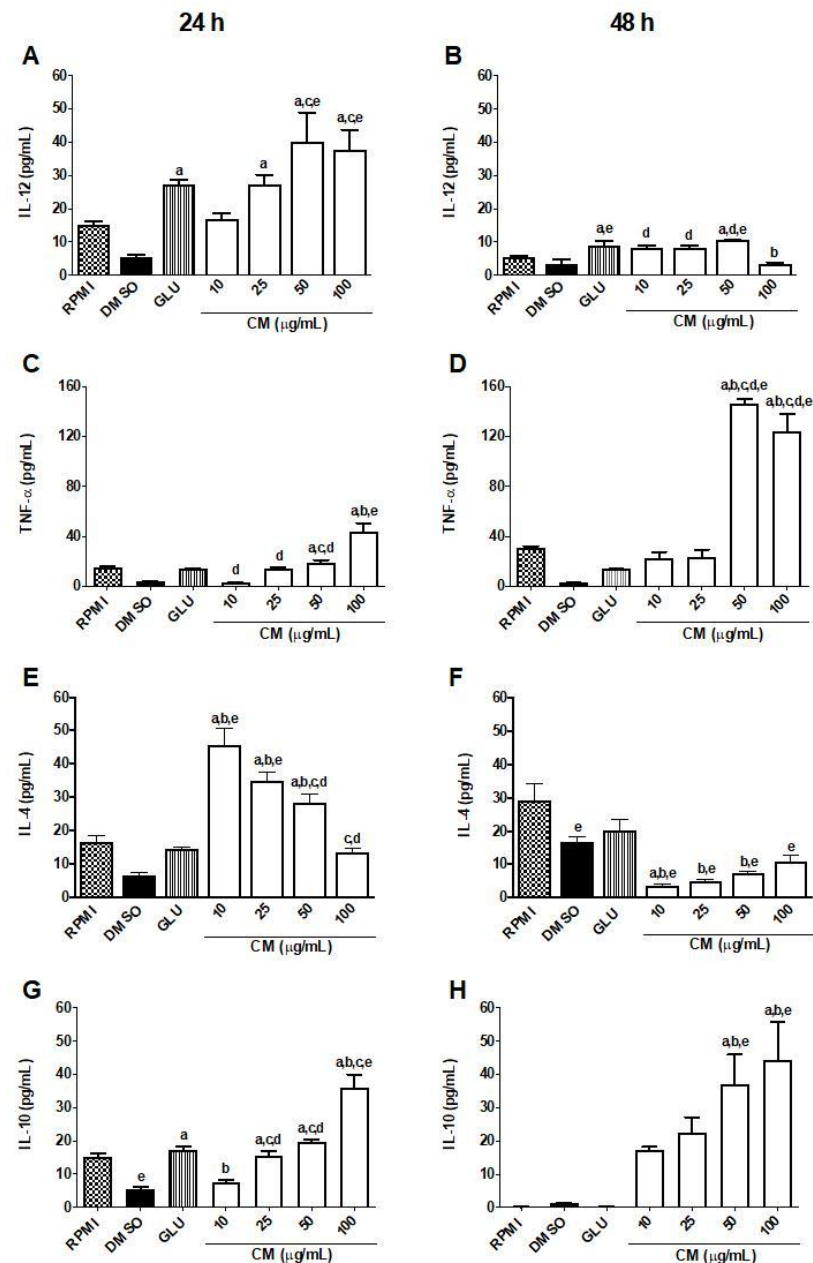 24 h
48 h
A
60
50
40
30
20
10
0
IL-12 (pg/mL)
a
a
a,c,e
a,c,e
RPMI
DMSO
GLU
10
25
50
100
CM (µg/mL)
B
60
50
40
30
20
10
0
IL-12 (pg/mL)
a,e
d
d
a,d,e
b
RPMI
DMSO
GLU
10
25
50
100
CM (µg/mL)
C
160
120
80
40
0
TNF-α (pg/mL)
d
d
a,c,d
a,b,e
RPMI
DMSO
GLU
10
25
50
100
CM (µg/mL)
D
160
120
80
40
0
TNF-α (pg/mL)
a,b,c,d,e
a,b,c,d,e
RPMI
DMSO
GLU
10
25
50
100
CM (µg/mL)
E
60
50
40
30
20
10
0
IL-4 (pg/mL)
a,b,e
a,b,e
a,b,c,d
c,d
RPMI
DMSO
GLU
10
25
50
100
CM (µg/mL)
F
60
50
40
30
20
10
0
IL-4 (pg/mL)
e
a,b,e
b,e
b,e
e
RPMI
DMSO
GLU
10
25
50
100
CM (µg/mL)
G
60
50
40
30
20
10
0
IL-10 (pg/mL)
e
a
b
a,c,d
a,c,d
a,b,c,e
RPMI
DMSO
GLU
10
25
50
100
CM (µg/mL)
H
60
50
40
30
20
10
0
IL-10 (pg/mL)
a,b,e
a,b,e
RPMI
DMSO
GLU
10
25
50
100
CM (µg/mL)